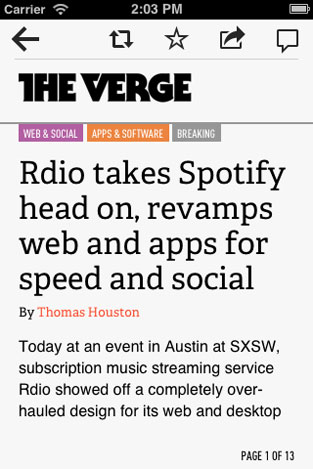 Carrier 2:03 PM
THE VERGE
WEB & SOCIAL APPS & SOFTWARE BREAKING
Rdio takes Spotify
head on, revamps
web and apps for
speed and social
By Thomas Houston
Today at an event in Austin at SXSW,
subscription music streaming service
Rdio showed off a completely over-
hauled design for its web and desktop
PAGE 1 OF 13